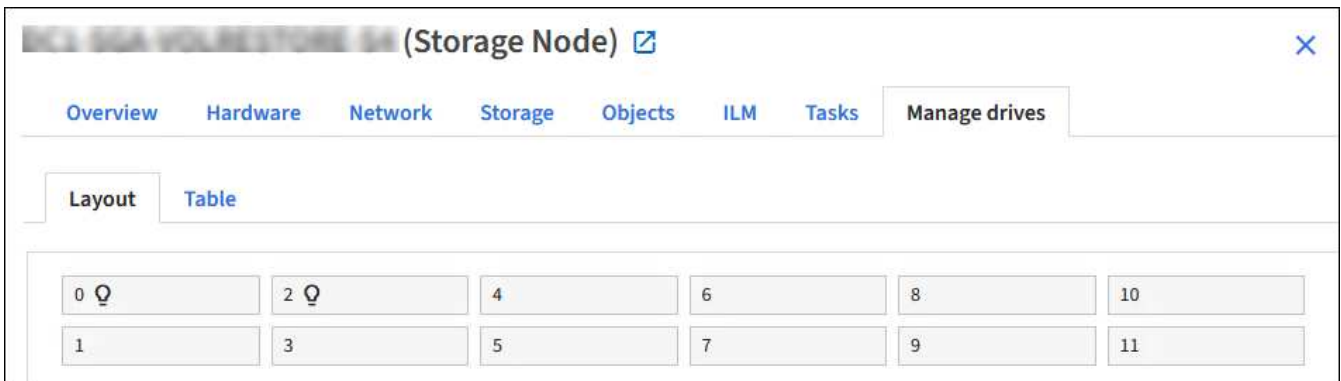 (Storage Node)
Overview Hardware Network Storage Objects ILM Tasks Manage drives
Layout Table
0 2 4 6 8 10
1 3 5 7 9 11